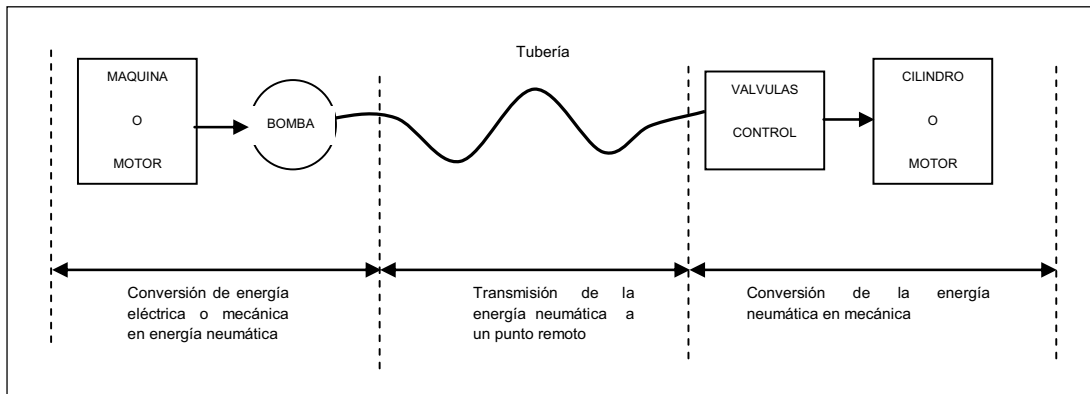 Tubería
MAQUINA
O
MOTOR
BOMBA
VALVULAS
CONTROL
CILINDRO
O
MOTOR
Conversión de energía
eléctrica o mecánica
en energía neumática
Transmisión de la
energía neumática a
un punto remoto
Conversión de la energía
neumática en mecánica